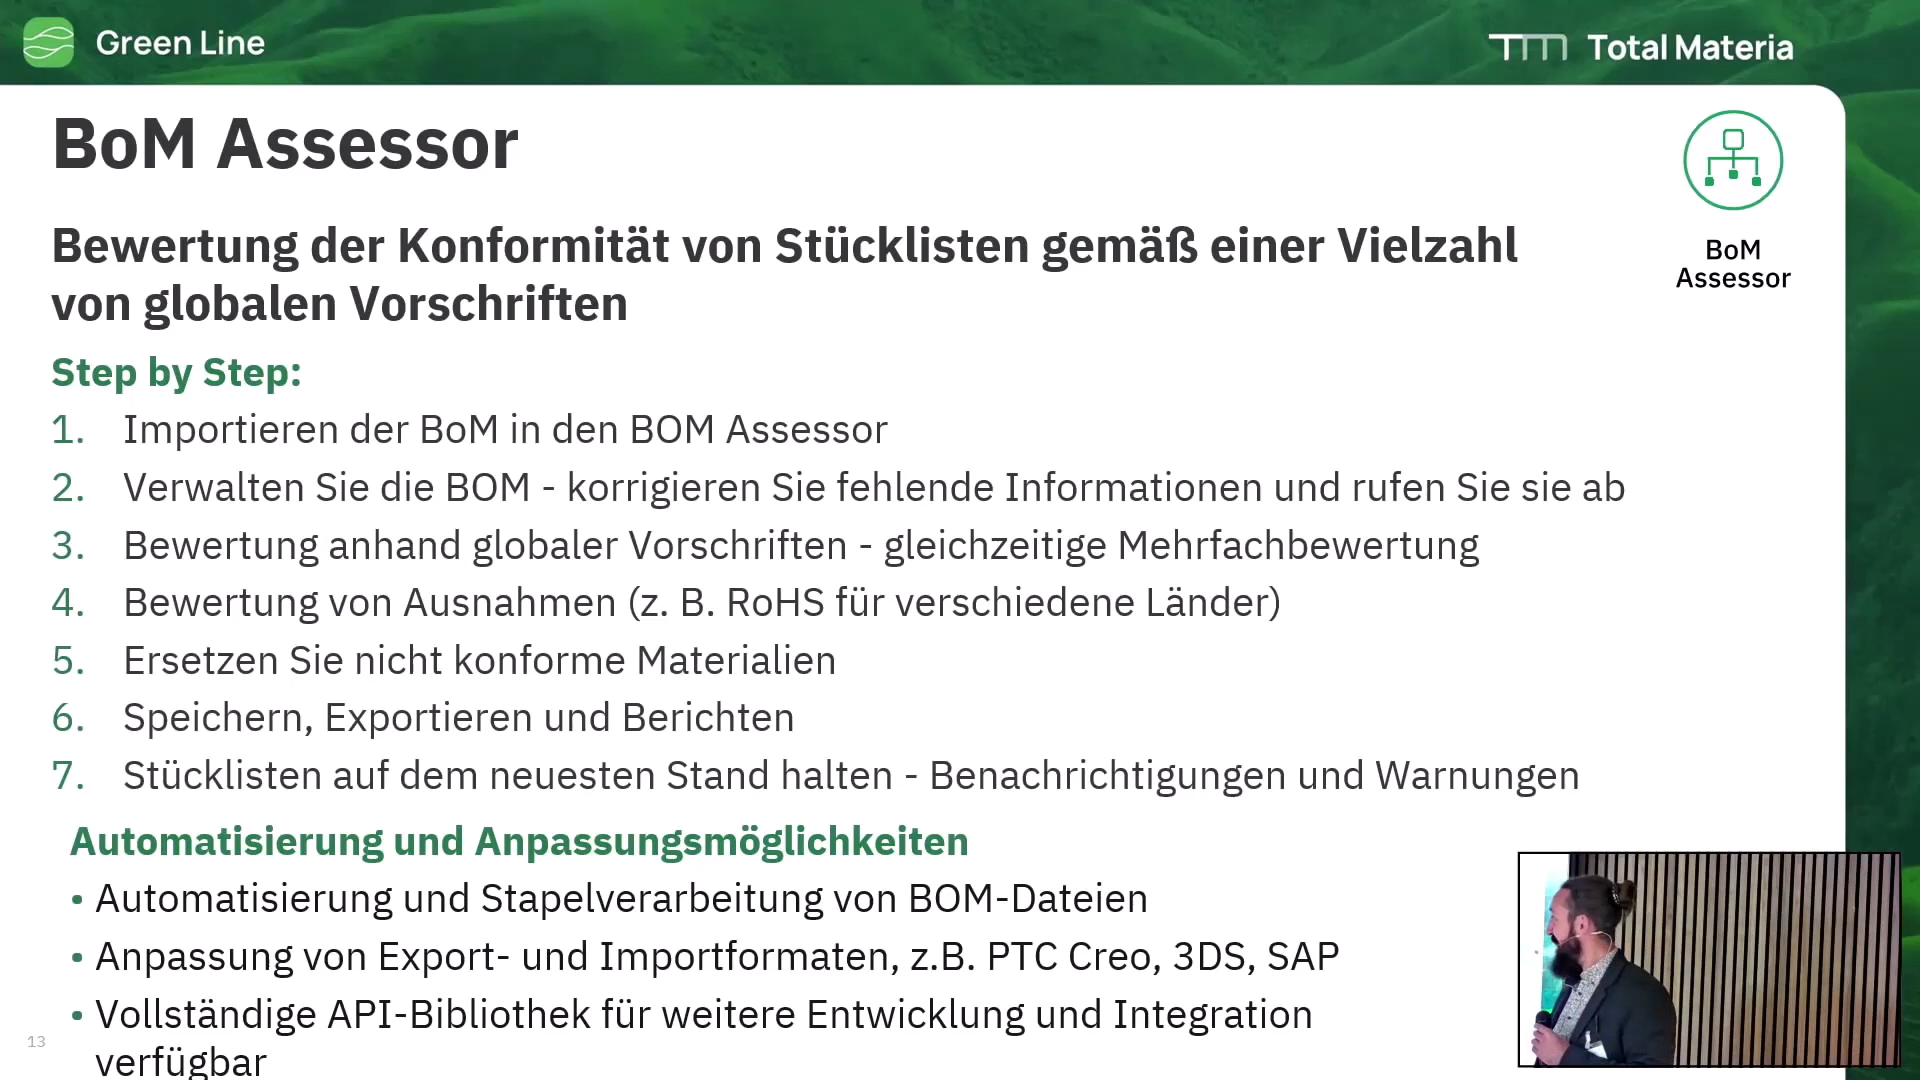 Green Line
Total Materia
BoM Assessor
BoM
Assessor
Bewertung der Konformität von Stücklisten gemäß einer Vielzahl
von globalen Vorschriften
Step by Step:
1. Importieren der BoM in den BOM Assessor
2. Verwalten Sie die BOM - korrigieren Sie fehlende Informationen und rufen Sie sie ab
3. Bewertung anhand globaler Vorschriften - gleichzeitige Mehrfachbewertung
4. Bewertung von Ausnahmen (z. B. RoHS für verschiedene Länder)
5. Ersetzen Sie nicht konforme Materialien
6. Speichern, Exportieren und Berichten
7. Stücklisten auf dem neuesten Stand halten - Benachrichtigungen und Warnungen
Automatisierung und Anpassungsmöglichkeiten
• Automatisierung und Stapelverarbeitung von BOM-Dateien
• Anpassung von Export- und Importformaten, z.B. PTC Creo, 3DS, SAP
• Vollständige API-Bibliothek für weitere Entwicklung und Integration
verfügbar
13